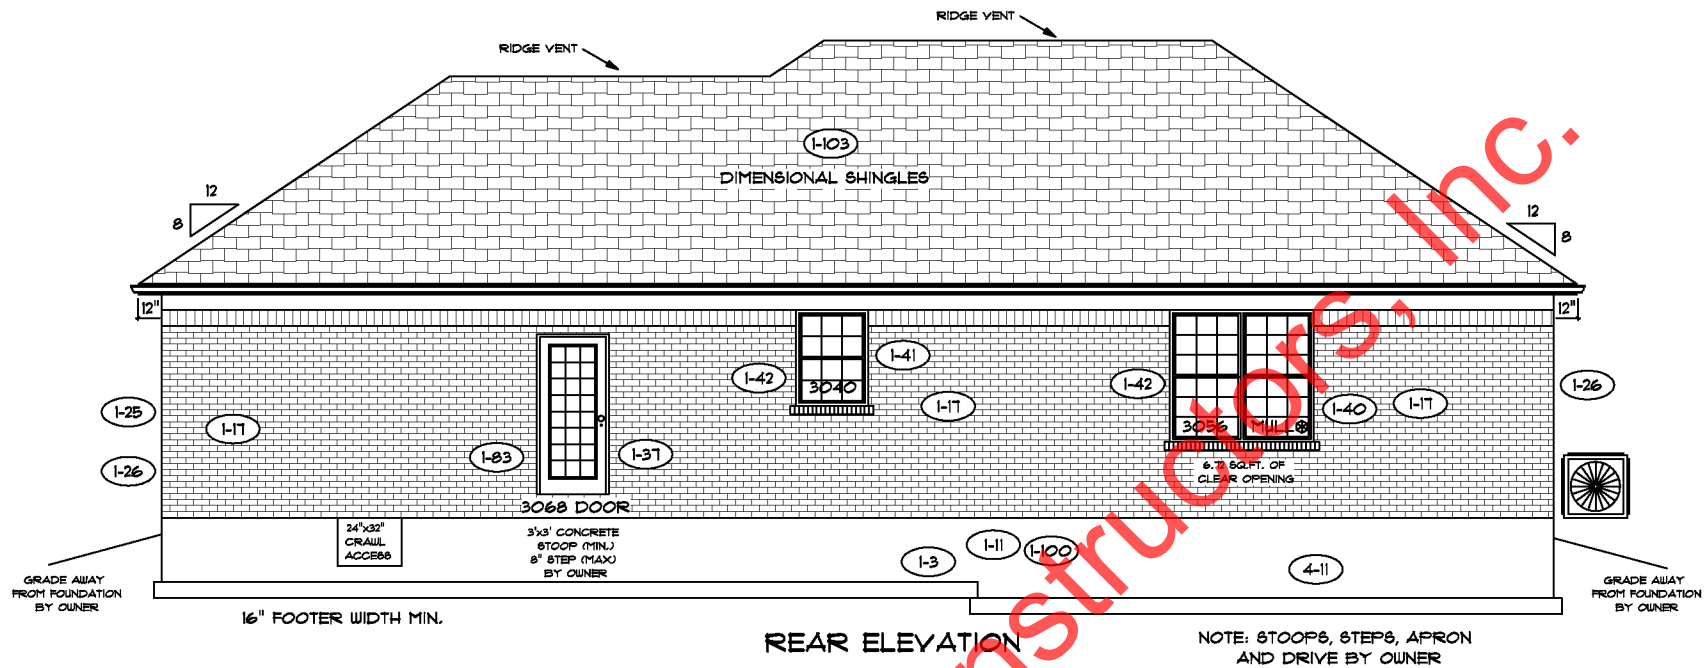 RIDGE VENT
RIDGE VENT
1-103
DIMENSIONAL SHINGLES
12
8
12
8
12"
12"
1-42
3040
1-41
1-17
1-42
3056
MULL
1-40
1-17
1-26
1-25
1-17
1-26
1-83
1-37
3068 DOOR
6.72 SQ.FT. OF
CLEAR OPENING
24"x32"
CRAWL
ACCESS
3'x3' CONCRETE
STOOP (MIN.)
8" STEP (MAX)
BY OWNER
1-3
1-11
1-100
4-11
GRADE AWAY
FROM FOUNDATION
BY OWNER
GRADE AWAY
FROM FOUNDATION
BY OWNER
16" FOOTER WIDTH MIN.
REAR ELEVATION
NOTE: STOOPS, STEPS, APRON
AND DRIVE BY OWNER
nstructors, Inc.